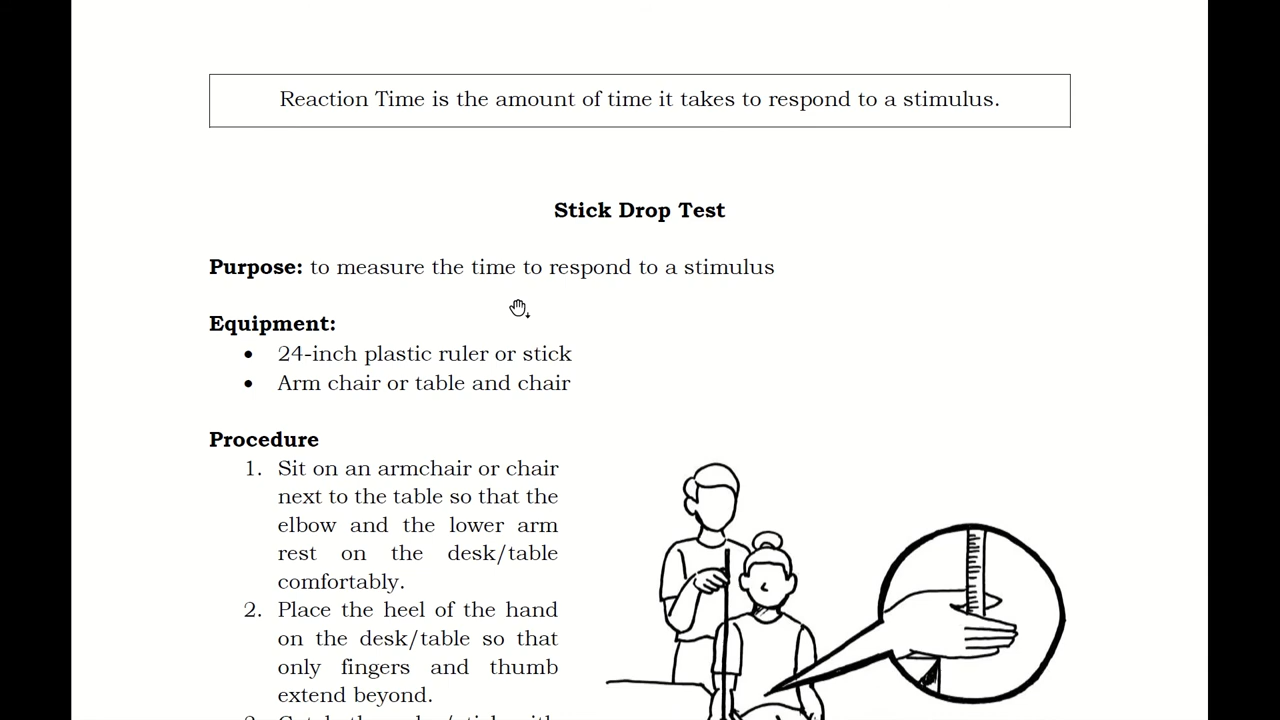 Reaction Time is the amount of time it takes to respond to a stimulus.
Stick Drop Test
Purpose: to measure the time to respond to a stimulus
Equipment:
• 24-inch plastic ruler or stick
• Arm chair or table and chair
Procedure
1. Sit on an armchair or chair
next to the table so that the
elbow and the lower arm
rest on the desk/table
comfortably.
2. Place the heel of the hand
on the desk/table so that
only fingers and thumb
extend beyond.